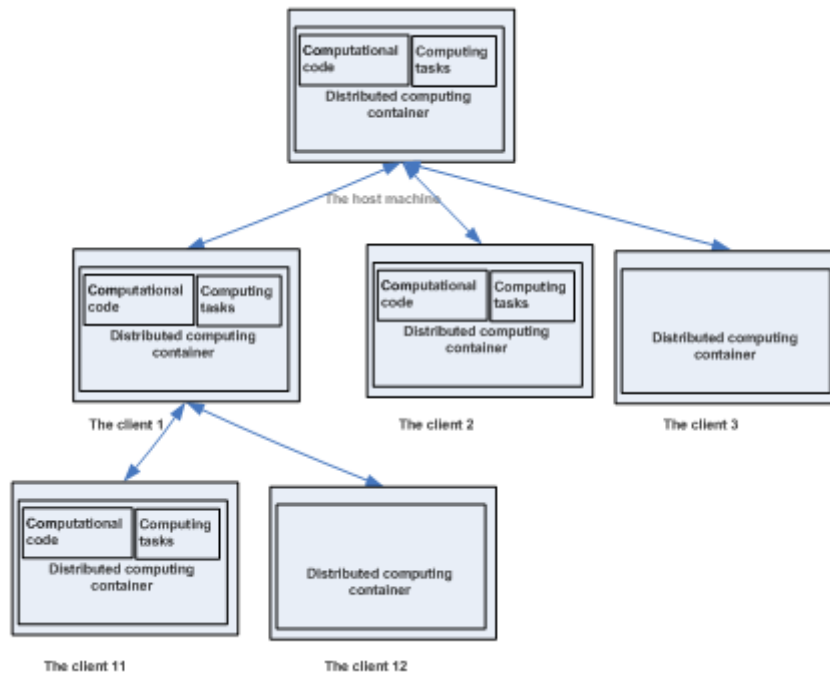 Computational
code
Computing
tasks
Distributed computing
container
The host machine
Computational
code
Computing
tasks
Distributed computing
container
The client 1
Computational
code
Computing
tasks
Distributed computing
container
The client 2
Distributed computing
container
The client 3
Computational
code
Computing
tasks
Distributed computing
container
The client 11
Distributed computing
container
The client 12